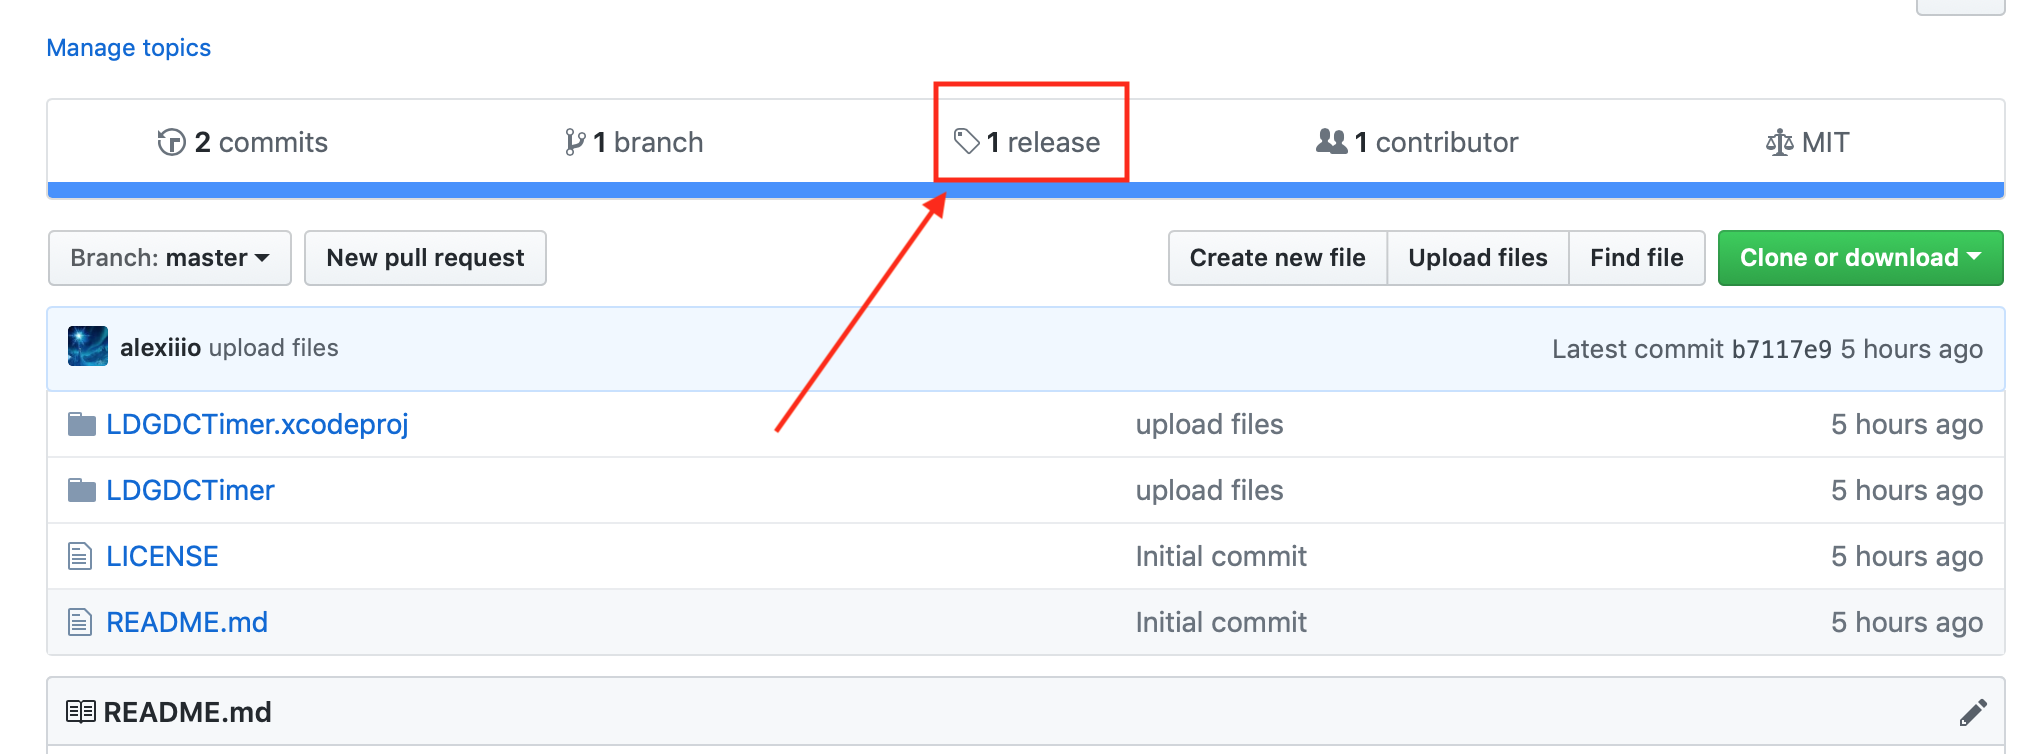 Manage topics
2 commits 1 branch 1 release 1 contributor MIT
Branch: master New pull request Create new file Upload files Find file Clone or download
alexiiio upload files Latest commit b7117e9 5 hours ago
LDGDCTimer.xcodeproj upload files 5 hours ago
LDGDCTimer upload files 5 hours ago
LICENSE Initial commit 5 hours ago
README.md Initial commit 5 hours ago
README.md